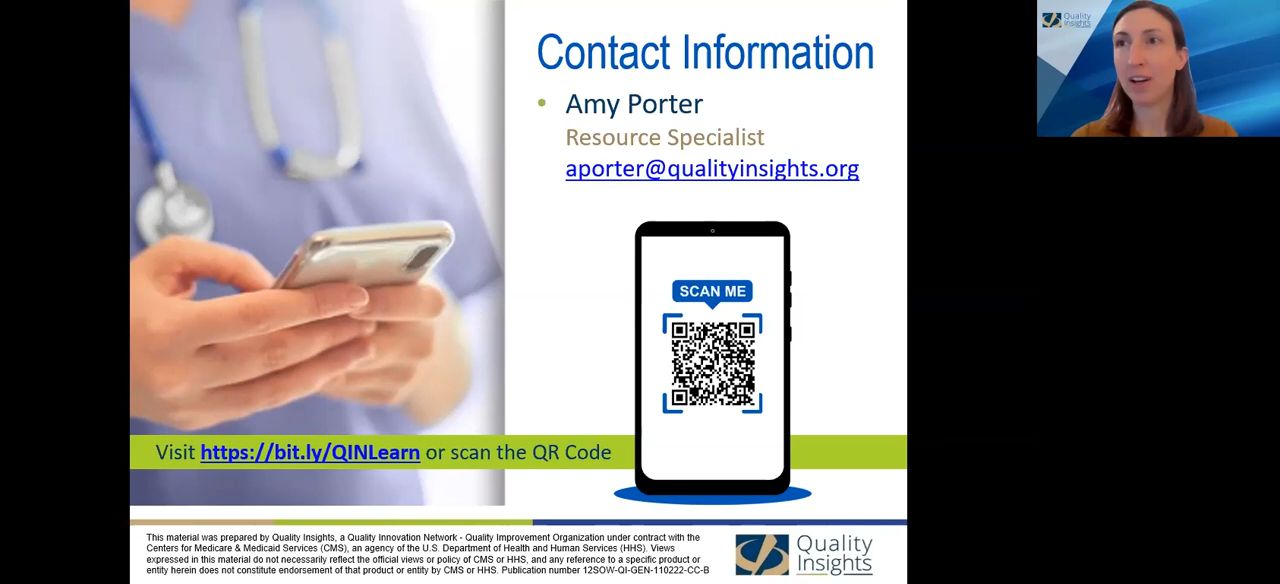 Contact Information
• Amy Porter
Resource Specialist
aporter@qualityinsights.org
SCAN ME
Visit https://bit.ly/QINLearn or scan the QR Code
This material was prepared by Quality Insights, a Quality Innovation Network - Quality Improvement Organization under contract with the
Centers for Medicare & Medicaid Services (CMS), an agency of the U.S. Department of Health and Human Services (HHS). Views
expressed in this material do not necessarily reflect the official views or policy of CMS or HHS, and any reference to a specific product or
entity herein does not constitute endorsement of that product or entity by CMS or HHS. Publication number 12SOW-QI-GEN-110222-CC-B
Quality
Insights
Quality
Insights